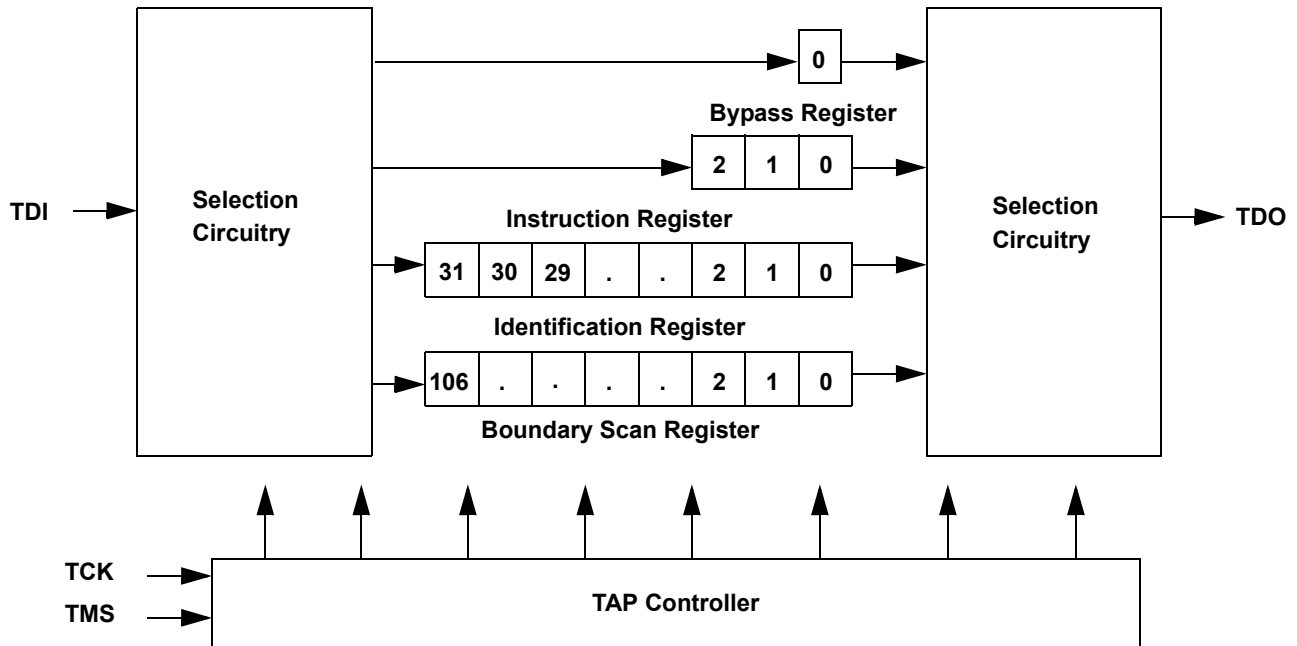 0
Bypass Register
2 1 0
TDI
Selection
Circuitry
Selection
Circuitry
TDO
Instruction Register
31 30 29 . . 2 1 0
Identification Register
106 . . . . 2 1 0
Boundary Scan Register
TCK
TMS
TAP Controller